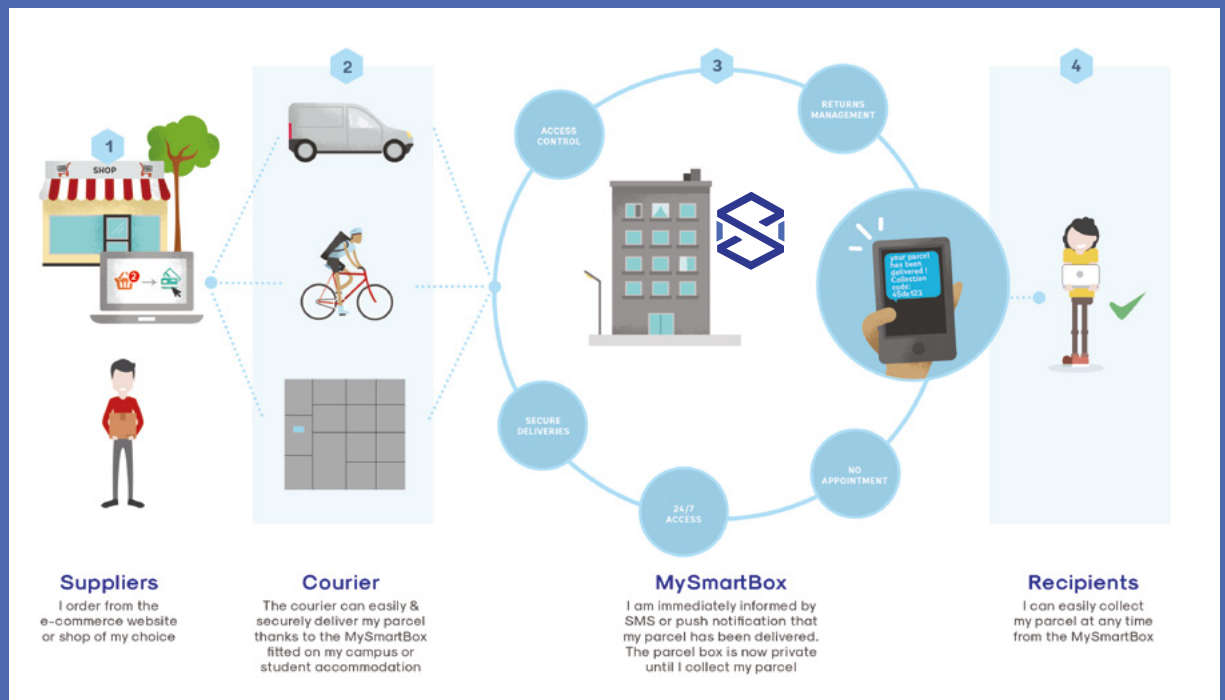 1
SHOP
2
Suppliers
I order from the
e-commerce website
or shop of my choice
2
Courier
The courier can easily &
securely deliver my parcel
thanks to the MySmartBox
fitted on my campus or
student accommodation
3
ACCESS
CONTROL
RETURNS
MANAGEMENT
your parcel
has been
delivered !
Collection
code:
45de123
SECURE
DELIVERIES
24/7
ACCESS
NO
APPOINTMENT
MySmartBox
I am immediately informed by
SMS or push notification that
my parcel has been delivered.
The parcel box is now private
until I collect my parcel
4
Recipients
I can easily collect
my parcel at any time
from the MySmartBox